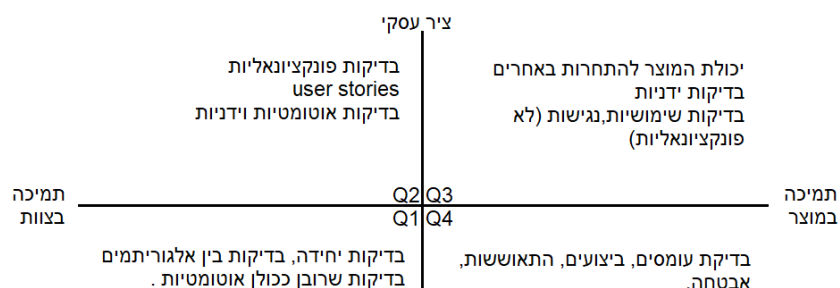 ציר עסקי
יכולת המוצר להתחרות באחרים
בדיקות ידניות
בדיקות שימושיות,נגישות (לא
פונקציונאליות)
בדיקות פונקציונאליות
user stories
בדיקות אוטומטיות וידניות
תמיכה
במוצר
Q2 Q3
Q1 Q4
תמיכה
בצוות
בדיקת עומסים, ביצועים, התאוששות,
אבטחה.
בדיקות יחידה, בדיקות בין אלגוריתמים
בדיקות שרובן ככולן אוטומטיות .